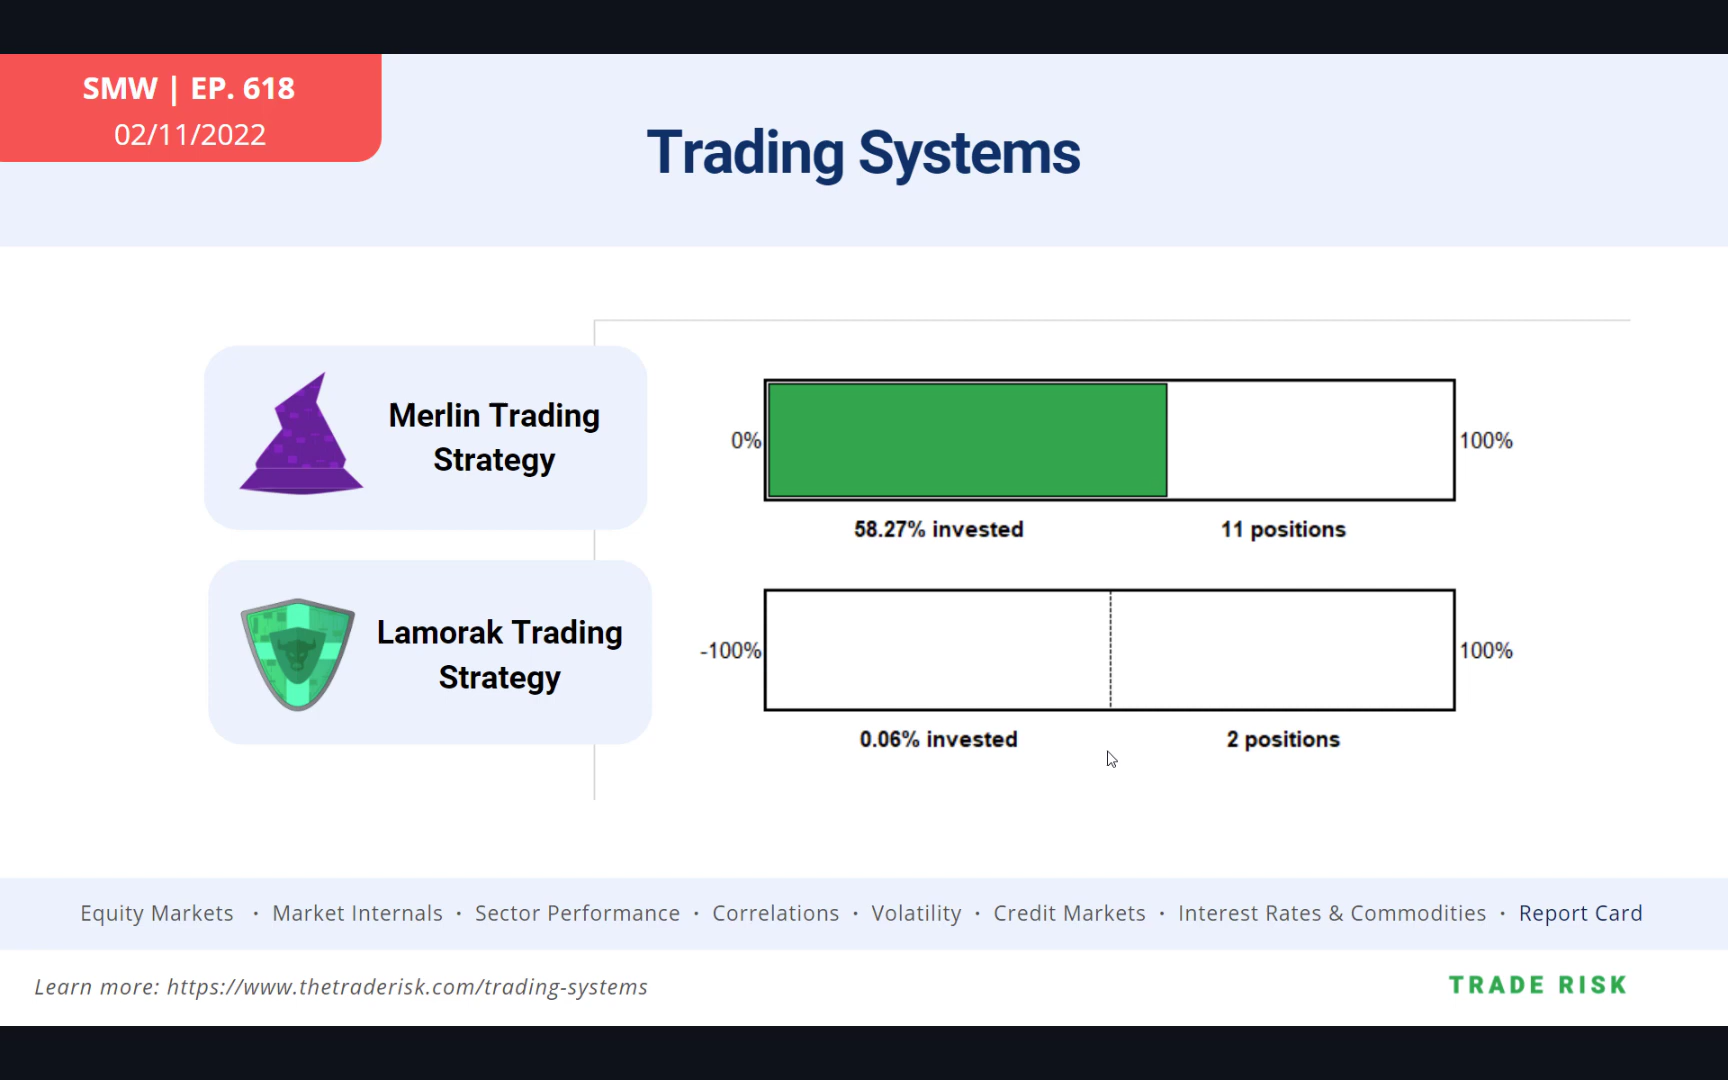 SMW | EP. 618
02/11/2022
Trading Systems
Merlin Trading
Strategy
0%
100%
58.27% invested
11 positions
Lamorak Trading
Strategy
-100%
100%
0.06% invested
2 positions
Equity Markets · Market Internals · Sector Performance · Correlations · Volatility · Credit Markets · Interest Rates & Commodities · Report Card
Learn more: https://www.thetraderisk.com/trading-systems
TRADE RISK